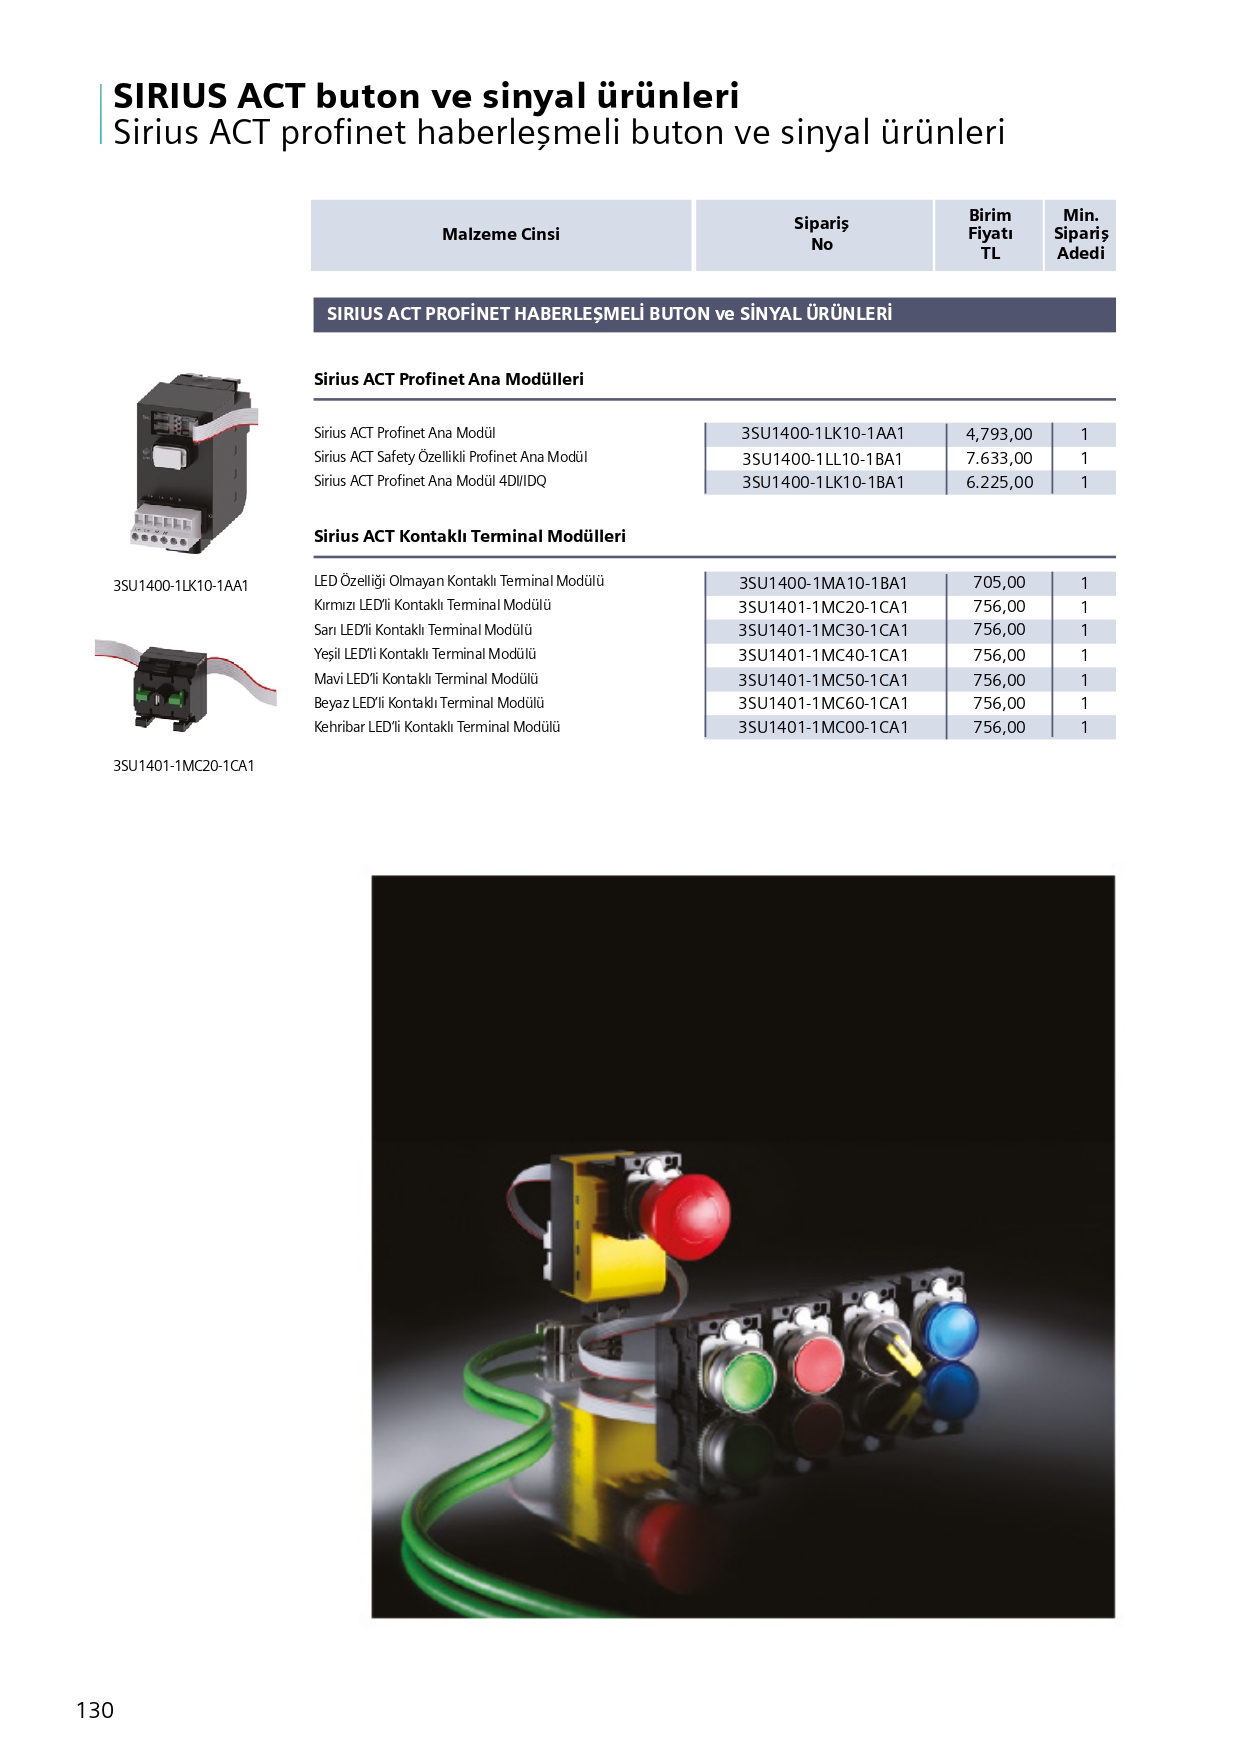 SIRIUS ACT buton ve sinyal ürünleri
Sirius ACT profinet haberleşmeli buton ve sinyal ürünleri
Malzeme Cinsi
Sipariş
No
Birim
Fiyatı
TL
Min.
Sipariş
Adedi
SIRIUS ACT PROFİNET HABERLEŞMELİ BUTON ve SİNYAL ÜRÜNLERİ
Sirius ACT Profinet Ana Modülleri
Sirius ACT Profinet Ana Modül 3SU1400-1LK10-1AA1 4,793,00 1
Sirius ACT Safety Özellikli Profinet Ana Modül 3SU1400-1LL10-1BA1 7.633,00 1
Sirius ACT Profinet Ana Modül 4DI/IDQ 3SU1400-1LK10-1BA1 6.225,00 1
3SU1400-1LK10-1AA1
Sirius ACT Kontaklı Terminal Modülleri
LED Özelliği Olmayan Kontaklı Terminal Modülü 3SU1400-1MA10-1BA1 705,00 1
Kırmızı LED'li Kontaklı Terminal Modülü 3SU1401-1MC20-1CA1 756,00 1
Sarı LED'li Kontaklı Terminal Modülü 3SU1401-1MC30-1CA1 756,00 1
Yeşil LED'li Kontaklı Terminal Modülü 3SU1401-1MC40-1CA1 756,00 1
Mavi LED'li Kontaklı Terminal Modülü 3SU1401-1MC50-1CA1 756,00 1
Beyaz LED'li Kontaklı Terminal Modülü 3SU1401-1MC60-1CA1 756,00 1
Kehribar LED'li Kontaklı Terminal Modülü 3SU1401-1MC00-1CA1 756,00 1
3SU1401-1MC20-1CA1
130